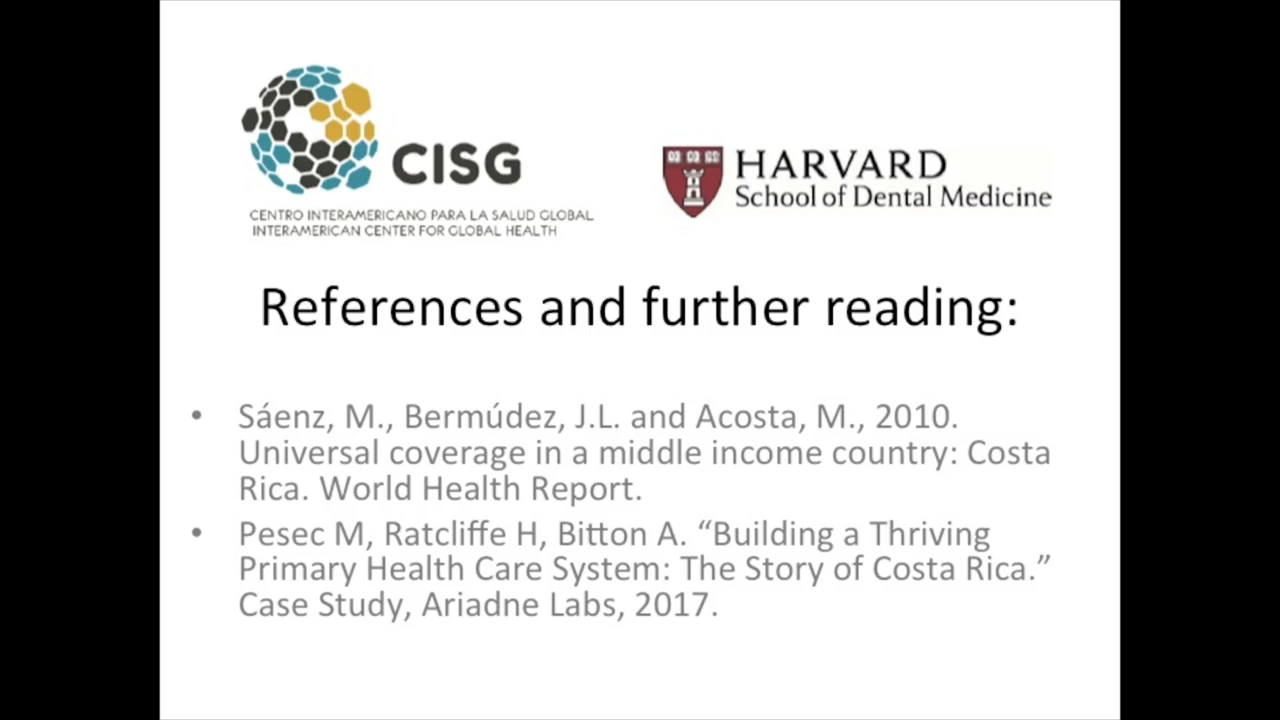 CISG
CENTRO INTERAMERICANO PARA LA SALUD GLOBAL
INTERAMERICAN CENTER FOR GLOBAL HEALTH
HARVARD
School of Dental Medicine
References and further reading:
• Sáenz, M., Bermúdez, J.L. and Acosta, M., 2010.
Universal coverage in a middle income country: Costa
Rica. World Health Report.
• Pesec M, Ratcliffe H, Bitton A. “Building a Thriving
Primary Health Care System: The Story of Costa Rica.”
Case Study, Ariadne Labs, 2017.